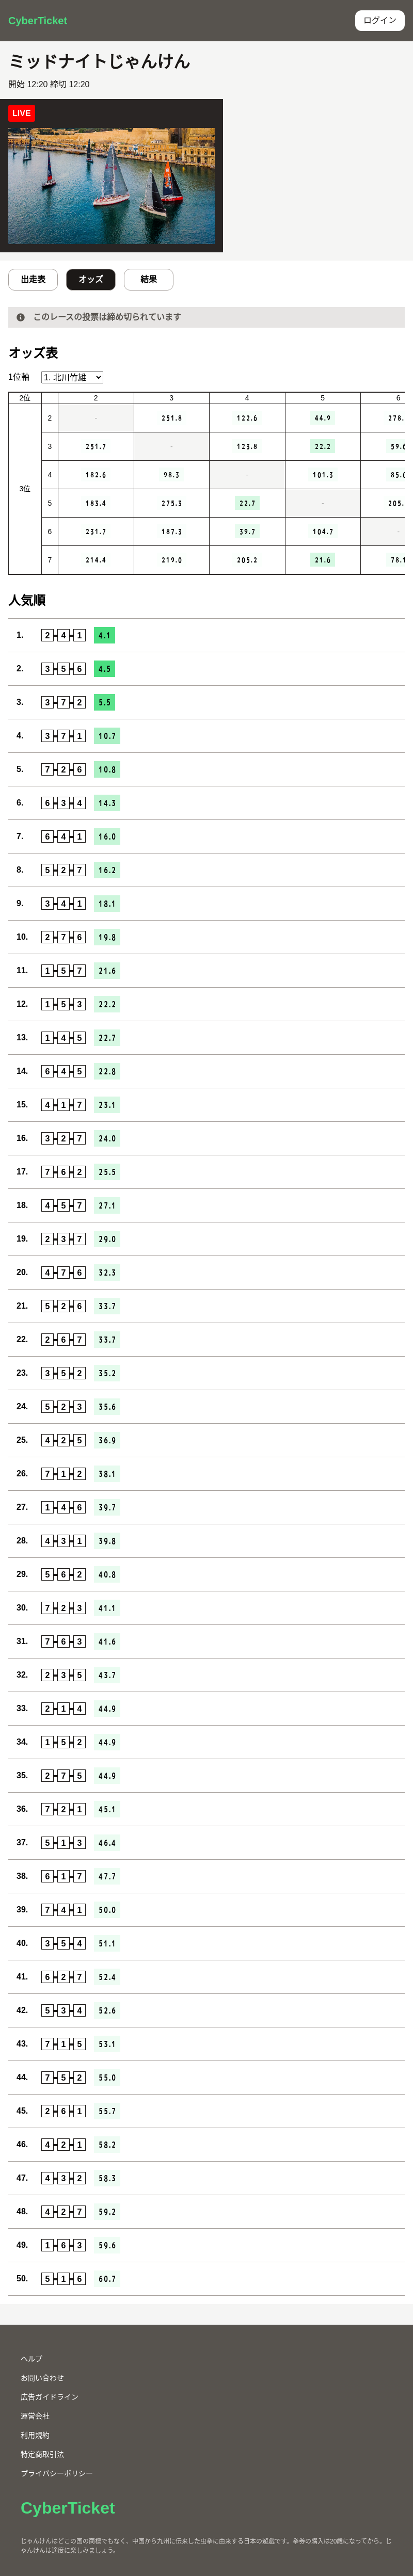 CyberTicket ログイン
ミッドナイトじゃんけん
開始 12:20 締切 12:20
LIVE
出走表 オッズ 結果
このレースの投票は締め切られています
オッズ表
1位軸 1. 北川竹雄
2位 2 3 4 5 6
3位
2 - 251.8 122.6 44.9 278.
3 251.7 - 123.8 22.2 59.6
4 182.6 98.3 - 101.3 85.6
5 183.4 275.3 22.7 - 205.
6 231.7 187.3 39.7 104.7 -
7 214.4 219.0 205.2 21.6 78.1
人気順
1. 2-4-1 4.1
2. 3-5-6 4.5
3. 3-7-2 5.5
4. 3-7-1 10.7
5. 7-2-6 10.8
6. 6-3-4 14.3
7. 6-4-1 16.0
8. 5-2-7 16.2
9. 3-4-1 18.1
10. 2-7-6 19.8
11. 1-5-7 21.6
12. 1-5-3 22.2
13. 1-4-5 22.7
14. 6-4-5 22.8
15. 4-1-7 23.1
16. 3-2-7 24.0
17. 7-6-2 25.5
18. 4-5-7 27.1
19. 2-3-7 29.0
20. 4-7-6 32.3
21. 5-2-6 33.7
22. 2-6-7 33.7
23. 3-5-2 35.2
24. 5-2-3 35.6
25. 4-2-5 36.9
26. 7-1-2 38.1
27. 1-4-6 39.7
28. 4-3-1 39.8
29. 5-6-2 40.8
30. 7-2-3 41.1
31. 7-6-3 41.6
32. 2-3-5 43.7
33. 2-1-4 44.9
34. 1-5-2 44.9
35. 2-7-5 44.9
36. 7-2-1 45.1
37. 5-1-3 46.4
38. 6-1-7 47.7
39. 7-4-1 50.0
40. 3-5-4 51.1
41. 6-2-7 52.4
42. 5-3-4 52.6
43. 7-1-5 53.1
44. 7-5-2 55.0
45. 2-6-1 55.7
46. 4-2-1 58.2
47. 4-3-2 58.3
48. 4-2-7 59.2
49. 1-6-3 59.6
50. 5-1-6 60.7
ヘルプ
お問い合わせ
広告ガイドライン
運営会社
利用規約
特定商取引法
プライバシーポリシー
CyberTicket
じゃんけんはどこの国の商標でもなく、中国から九州に伝来した虫拳に由来する日本の遊戯です。拳券の購入は20歳になってから。じ
ゃんけんは適度に楽しみましょう。